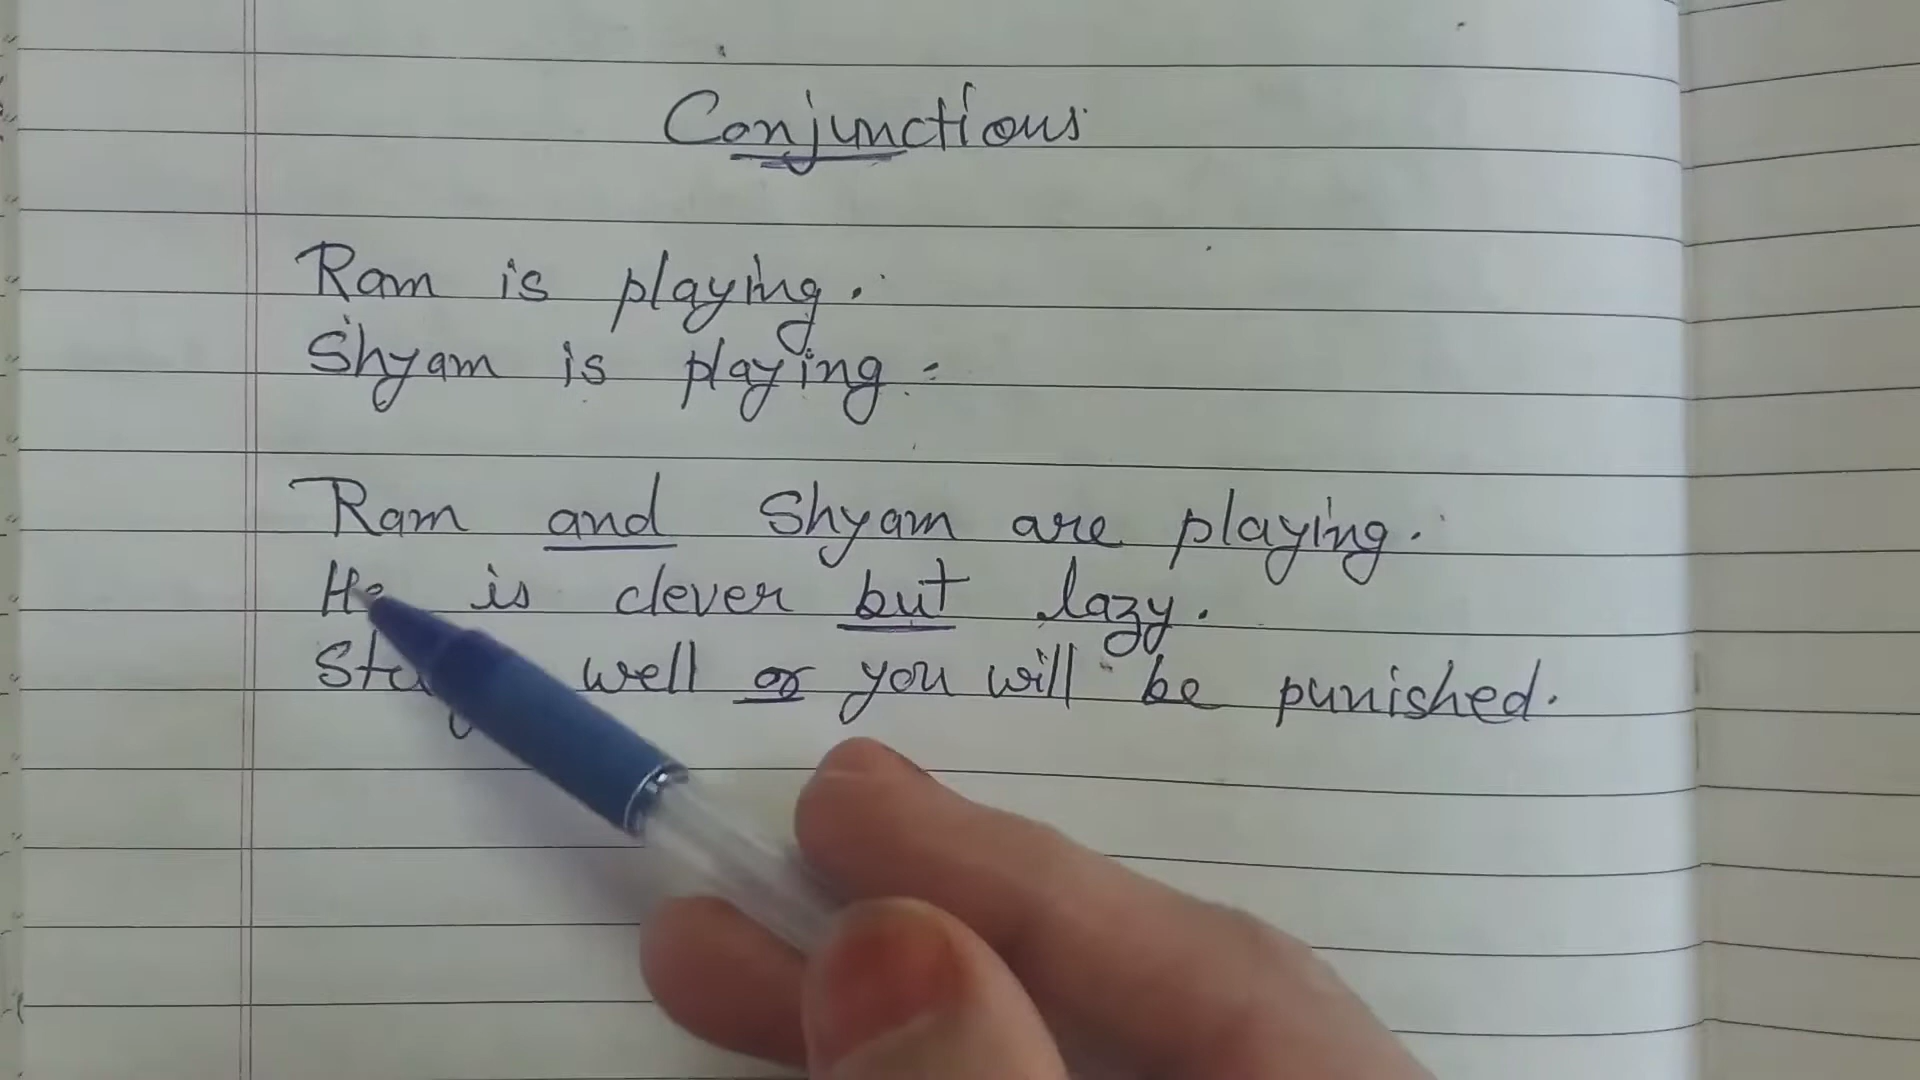 Conjunctions
Ram is playing.
Shyam is playing.
Ram and Shyam are playing.
He is clever but lazy.
well or you will be punished.